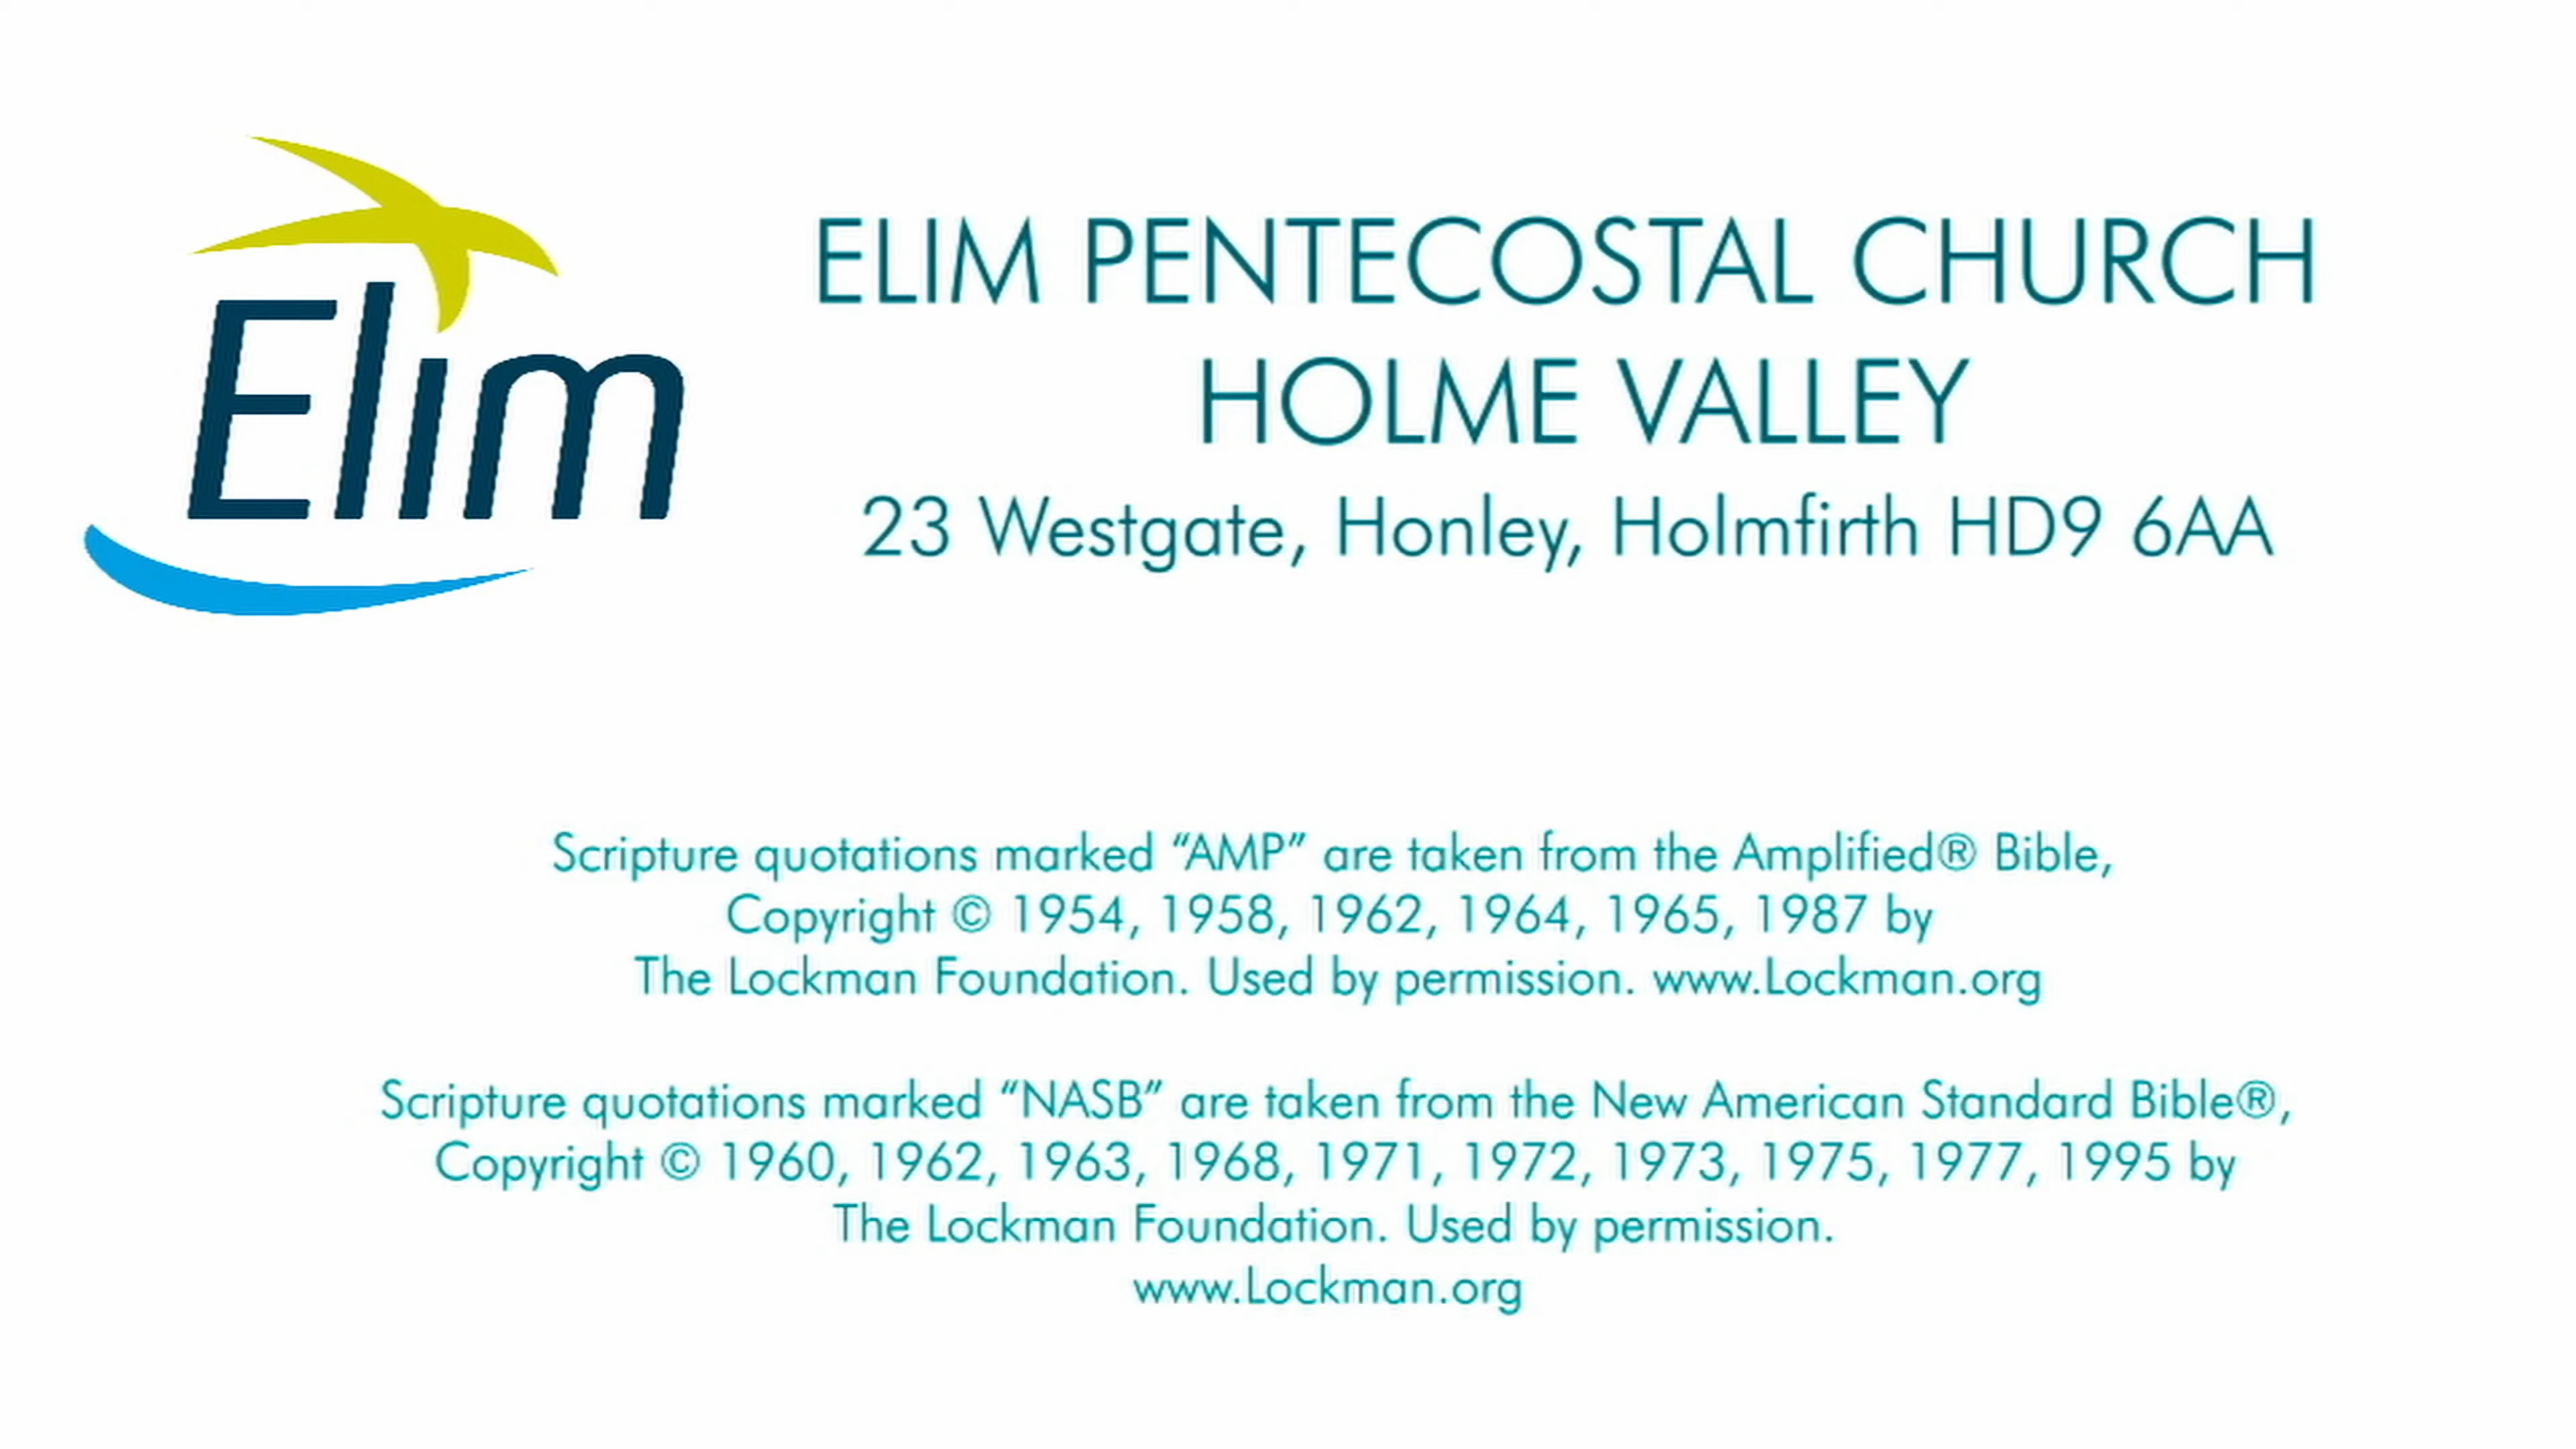 Elim
ELIM PENTECOSTAL CHURCH
HOLME VALLEY
23 Westgate, Honley, Holmfirth HD9 6AA
Scripture quotations marked “AMP” are taken from the Amplified® Bible,
Copyright © 1954, 1958, 1962, 1964, 1965, 1987 by
The Lockman Foundation. Used by permission. www.Lockman.org
Scripture quotations marked “NASB” are taken from the New American Standard Bible®,
Copyright © 1960, 1962, 1963, 1968, 1971, 1972, 1973, 1975, 1977, 1995 by
The Lockman Foundation. Used by permission.
www.Lockman.org